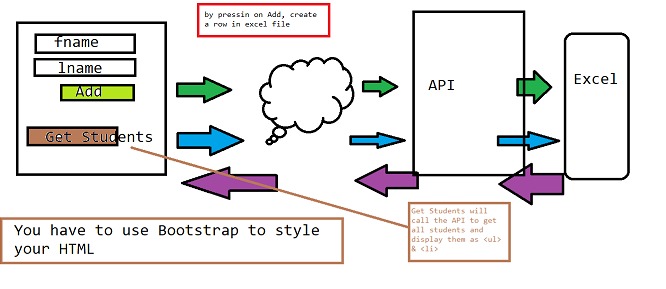 by pressin on Add, create
a row in excel file
fname
lname
Add
Get Students
API
Excel
You have to use Bootstrap to style
your HTML
Get Students will
call the API to get
all students and
display them as <ul>
& <li>